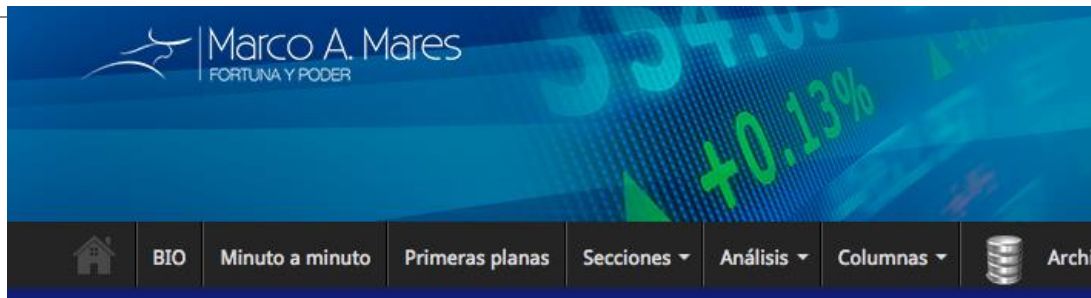 Marco A. Mares
FORTUNA Y PODER
+0.13%
BIO Minuto a minuto Primeras planas Secciones Análisis Columnas